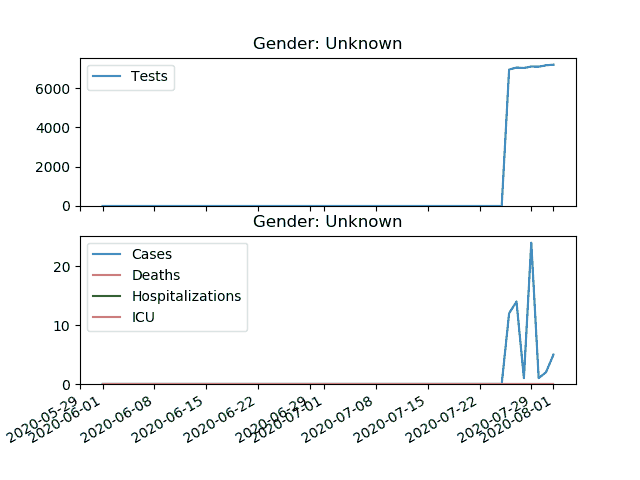 Gender: Unknown
Tests
6000
4000
2000
0
Gender: Unknown
Cases
Deaths
Hospitalizations
ICU
20
10
0
2020-05-29
2020-06-01
2020-06-08
2020-06-15
2020-06-22
2020-06-29
2020-07-01
2020-07-08
2020-07-15
2020-07-22
2020-07-29
2020-08-01